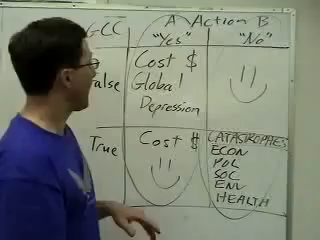 GCC A Action B
"Yes" "No"
False Cost $
Global
Depression
True Cost $ CATASTROPHES
ECON
POL
SOC
ENV
HEALTH